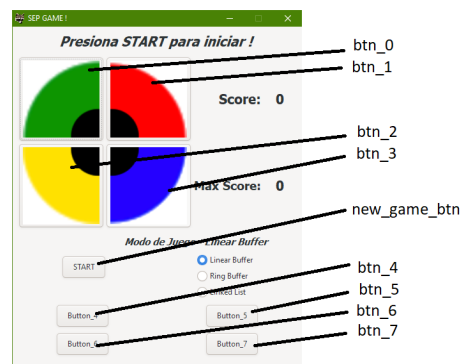 SEP GAME !
Presiona START para iniciar !
btn_0
btn_1
Score: 0
btn_2
btn_3
Max Score: 0
new_game_btn
Modo de Juego: Linear Buffer
START
Linear Buffer
Ring Buffer
Linked List
btn_4
btn_5
Button_4
Button_5
btn_6
btn_7
Button_6
Button_7